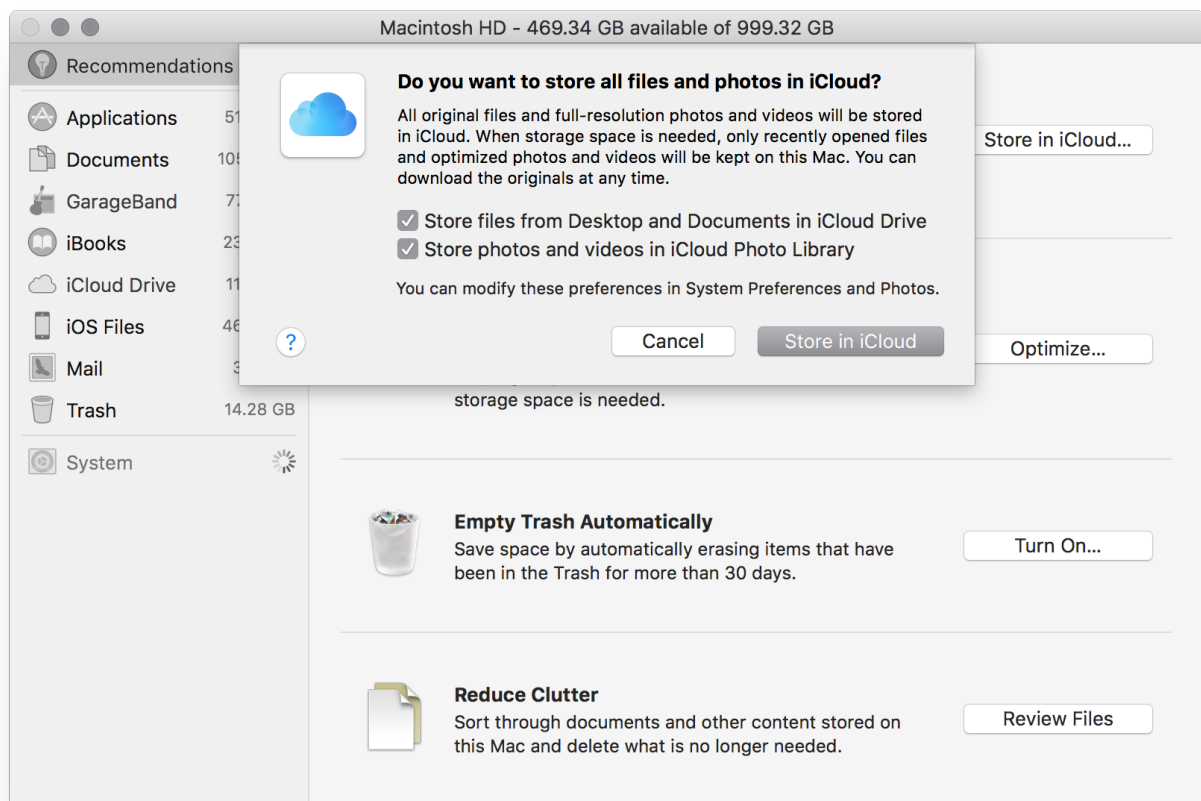 Macintosh HD - 469.34 GB available of 999.32 GB
Recommendations
Applications
Documents
GarageBand
iBooks
iCloud Drive
iOS Files
Mail
Trash 14.28 GB
System
Do you want to store all files and photos in iCloud?
All original files and full-resolution photos and videos will be stored
in iCloud. When storage space is needed, only recently opened files
and optimized photos and videos will be kept on this Mac. You can
download the originals at any time.
Store files from Desktop and Documents in iCloud Drive
Store photos and videos in iCloud Photo Library
You can modify these preferences in System Preferences and Photos.
?
Cancel
Store in iCloud
Store in iCloud...
storage space is needed.
Optimize...
Empty Trash Automatically
Save space by automatically erasing items that have
been in the Trash for more than 30 days.
Turn On...
Reduce Clutter
Sort through documents and other content stored on
this Mac and delete what is no longer needed.
Review Files